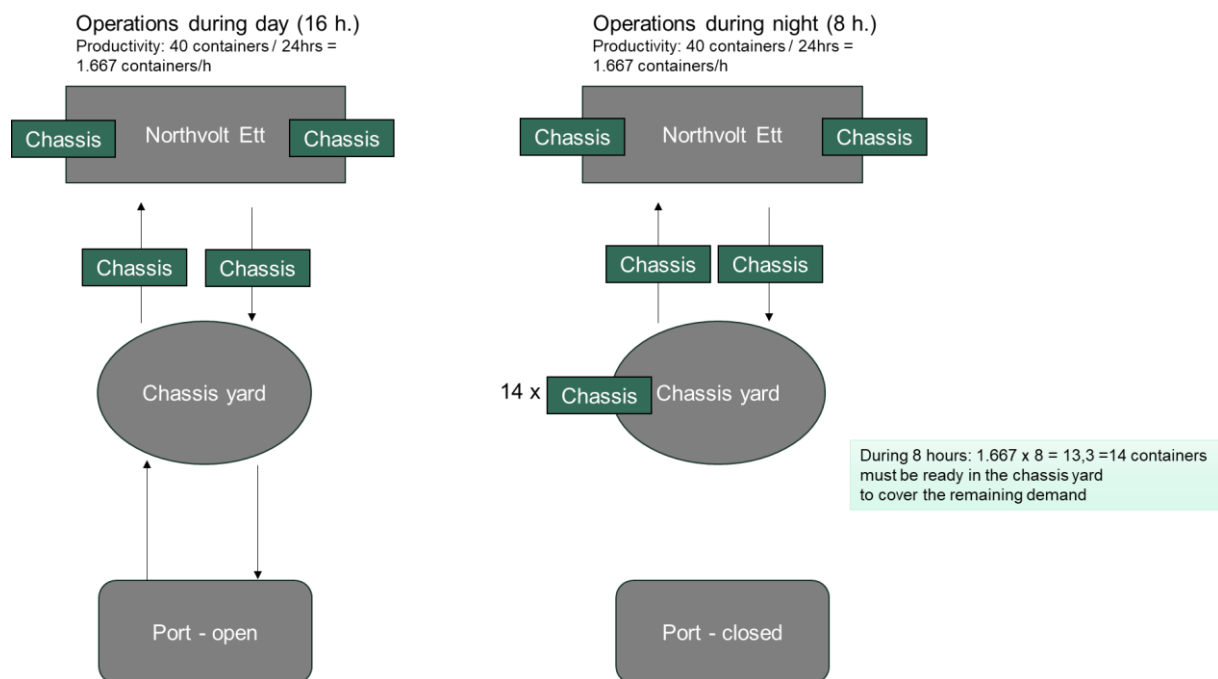 Operations during day (16 h.)
Productivity: 40 containers / 24hrs =
1.667 containers/h
Chassis
Northvolt Ett
Chassis
Chassis
Chassis
Chassis yard
Port - open
Operations during night (8 h.)
Productivity: 40 containers / 24hrs =
1.667 containers/h
Chassis
Northvolt Ett
Chassis
Chassis
Chassis
14 x
Chassis
Chassis yard
During 8 hours: 1.667 x 8 = 13,3 =14 containers
must be ready in the chassis yard
to cover the remaining demand
Port - closed